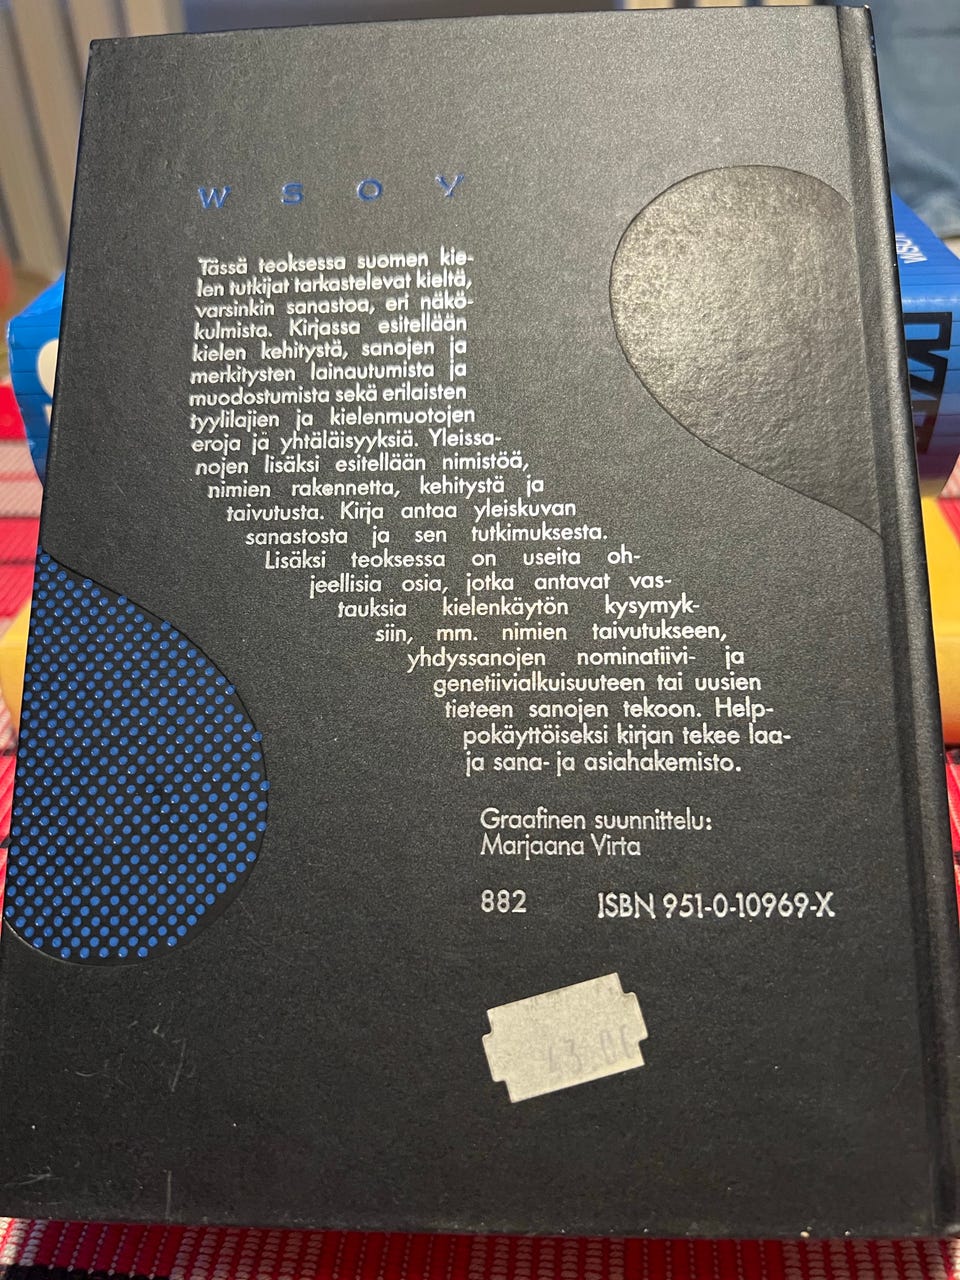 W S O Y
Tässä teoksessa suomen kie-
len tutkijat tarkastelevat kieltä,
varsinkin sanastoa, eri näkö-
kulmista. Kirjassa esitellään
kielen kehitystä, sanojen ja
merkitysten lainautumista ja
muodostumista sekä erilaisten
tyylilajien ja kielenmuotojen
eroja ja yhtäläisyyksiä. Yleissa-
nojen lisäksi esitellään nimistöä,
nimien rakennetta, kehitystä ja
taivutusta. Kirja antaa yleiskuvan
sanastosta ja sen tutkimuksesta.
Lisäksi teoksessa on useita oh-
jeellisia osia, jotka antavat vas-
tauksia kielenkäytön kysymyk-
siin, mm. nimien taivutukseen,
yhdyssanojen nominatiivi- ja
genetiivialkuisuuteen tai uusien
tieteen sanojen tekoon. Help-
pokäyttöiseksi kirjan tekee laa-
ja sana- ja asiahakemisto.
Graafinen suunnittelu:
Marjaana Virta
882 ISBN 951-0-10969-X
WSOY